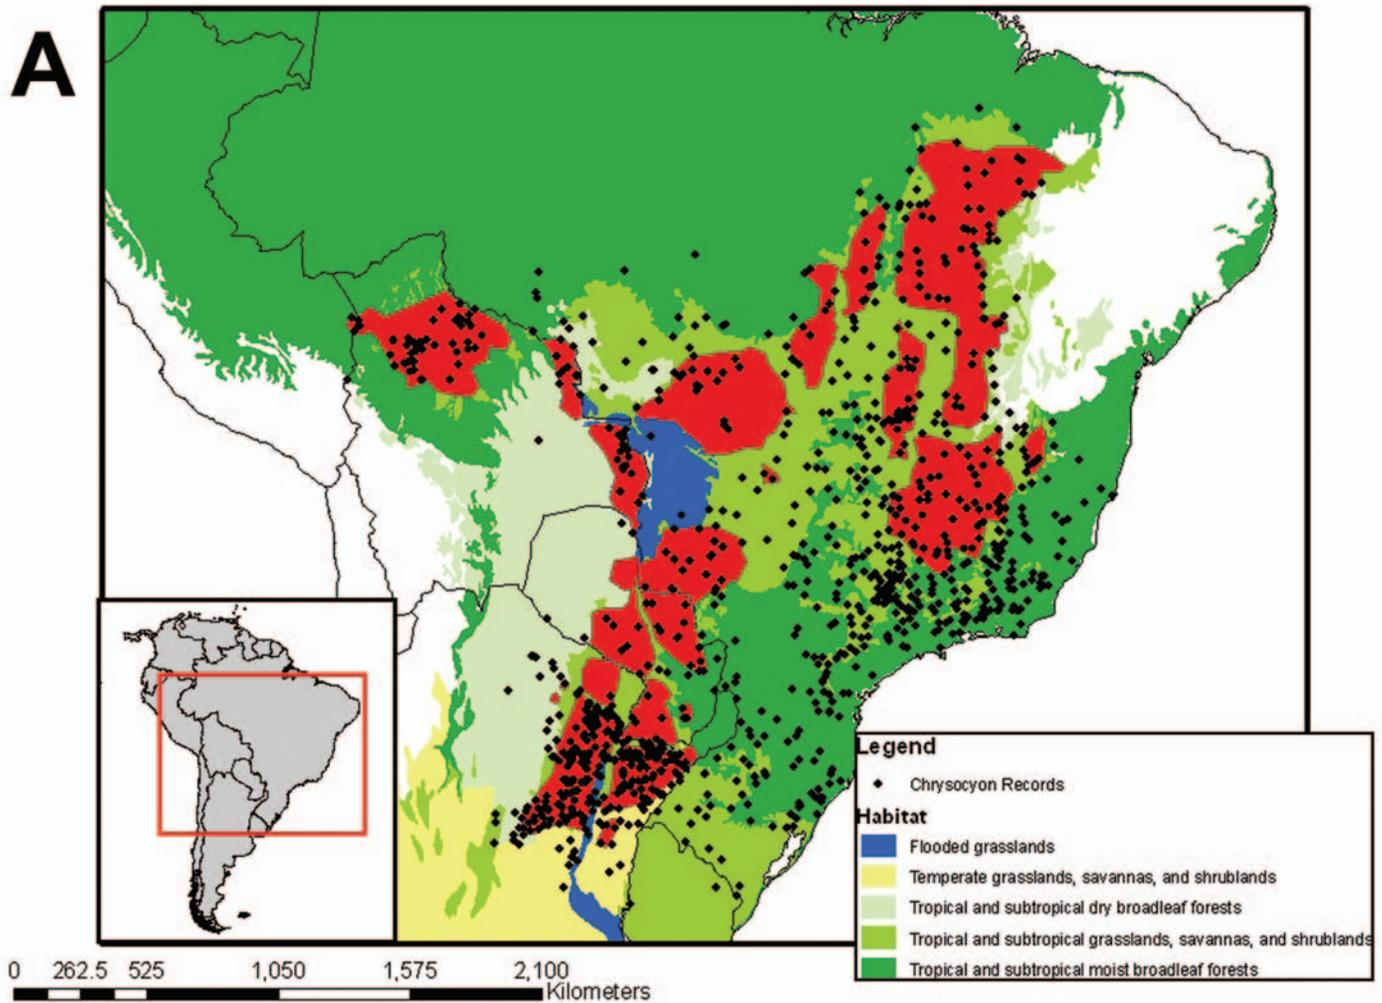 A
Legend
Chrysocyon Records
Habitat
Flooded grasslands
Temperate grasslands, savannas, and shrublands
Tropical and subtropical dry broadleaf forests
Tropical and subtropical grasslands, savannas, and shrublands
Tropical and subtropical moist broadleaf forests
0 262.5 525 1,050 1,575 2,100
Kilometers